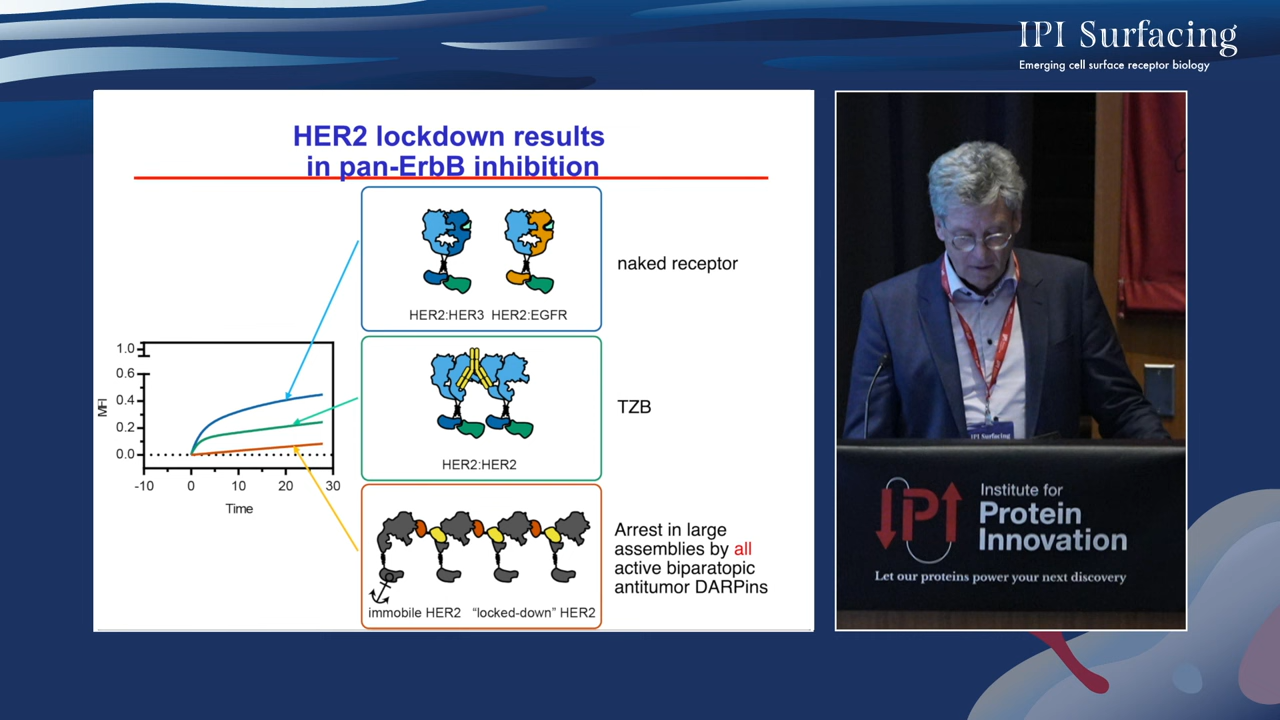 IPI Surfacing
Emerging cell surface receptor biology
HER2 lockdown results
in pan-ErbB inhibition
HER2:HER3 HER2:EGFR
naked receptor
HER2:HER2
TZB
MFI
1.0
0.6
0.4
0.2
0.0
-10 0 10 20 30
Time
Arrest in large
assemblies by all
active biparatopic
antitumor DARPins
immobile HER2 "locked-down" HER2
IPI Surfacing
IPI
Institute for
Protein
Innovation
Let our proteins power your next discovery